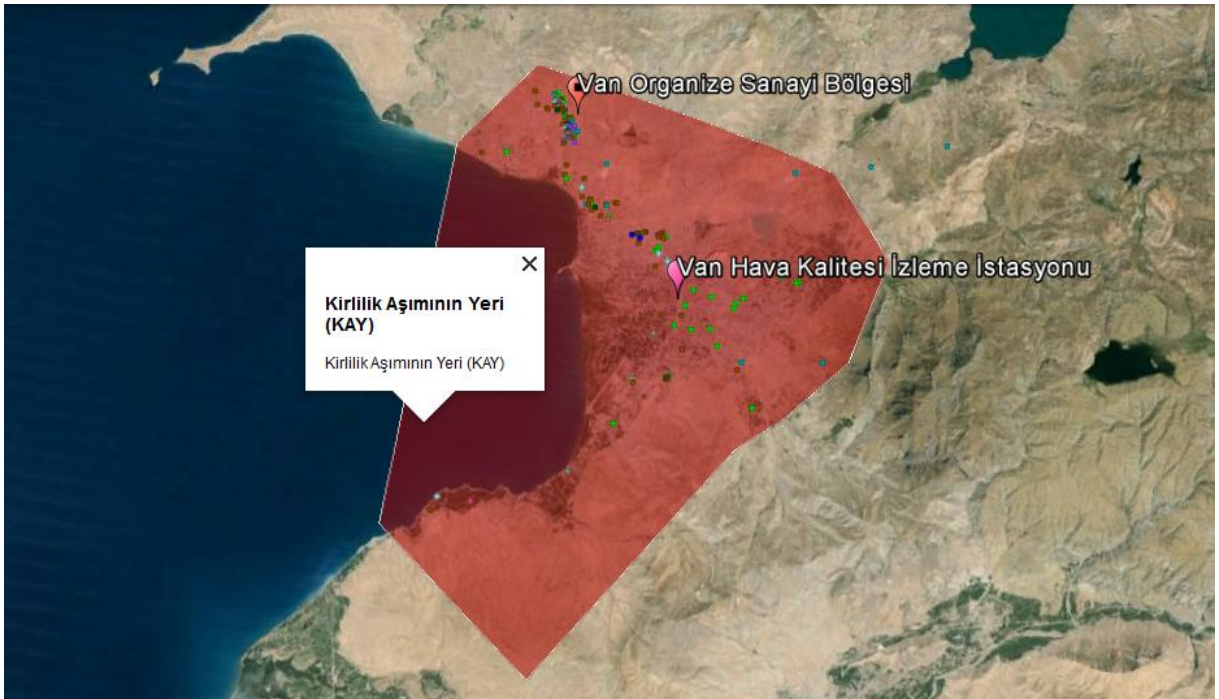 Van Organize Sanayi Bölgesi
Van Hava Kalitesi İzleme İstasyonu
Kirlilik Aşımının Yeri
(KAY)
Kirlilik Aşımının Yeri (KAY)